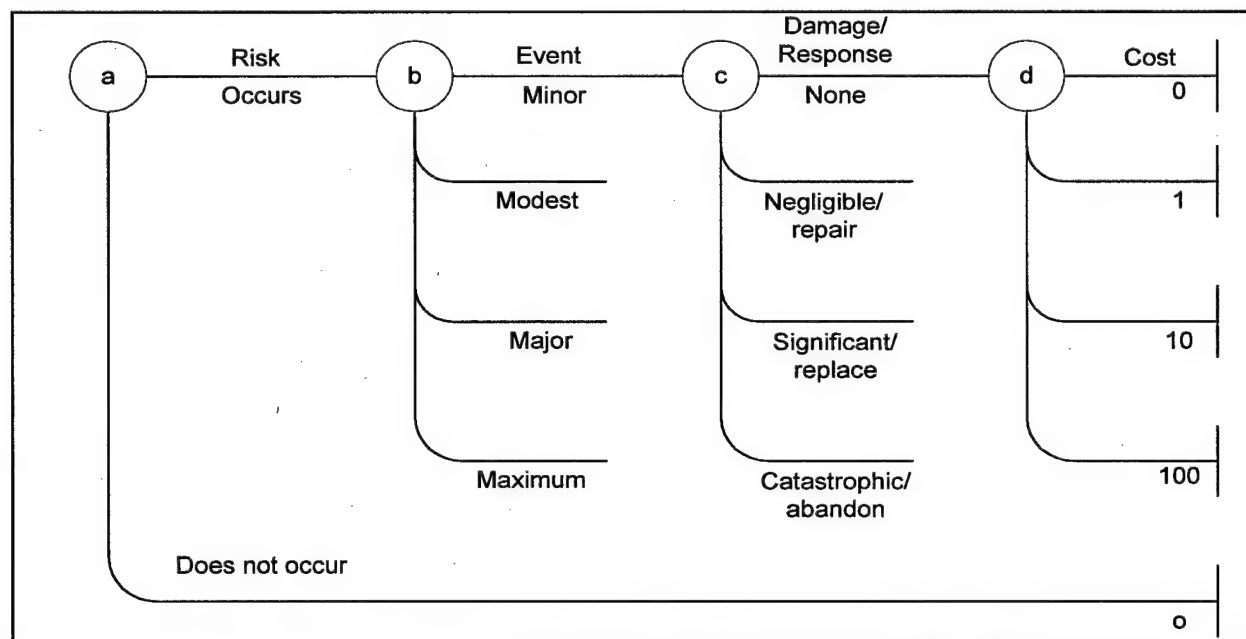 a
Risk
Occurs
b
Event
Minor
c
Damage/
Response
None
d
Cost
0
Modest
Negligible/
repair
1
Major
Significant/
replace
10
Maximum
Catastrophic/
abandon
100
Does not occur
o